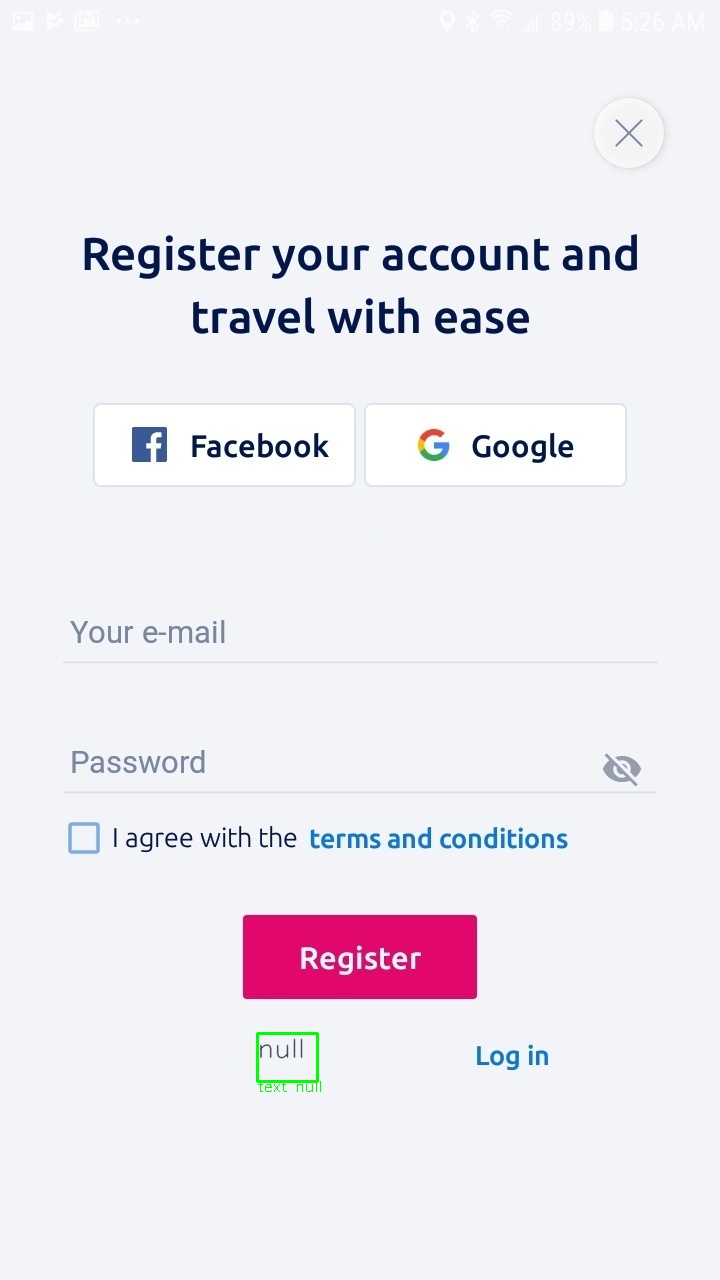 89% 5:26 AM
Register your account and
travel with ease
Facebook Google
Your e-mail
Password
I agree with the terms and conditions
Register
null Log in
text null